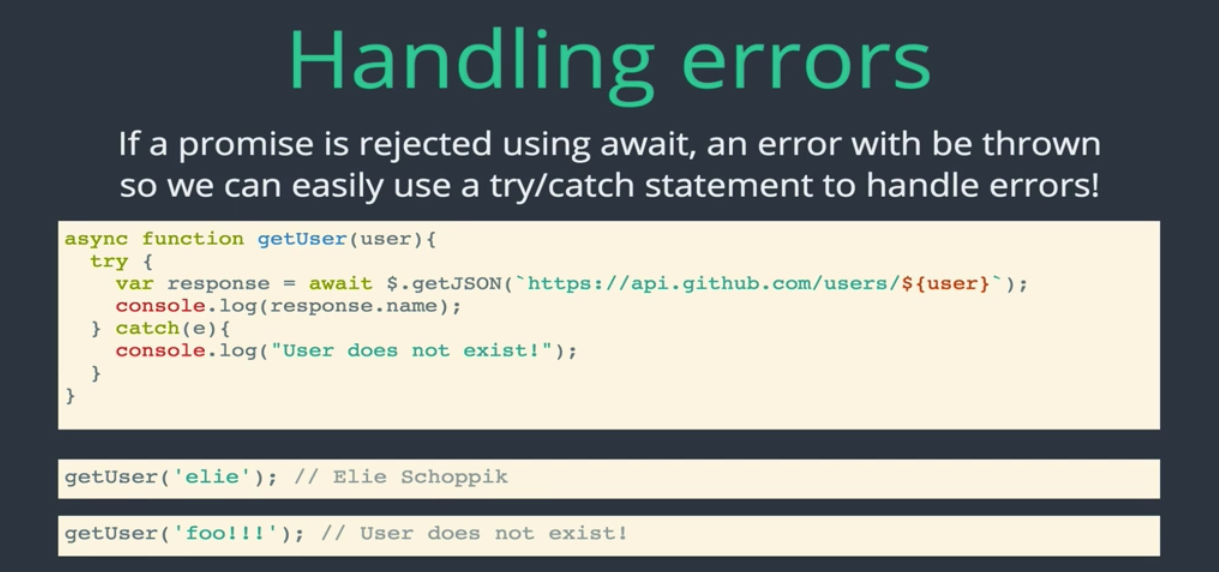 Handling errors
If a promise is rejected using await, an error with be thrown
so we can easily use a try/catch statement to handle errors!
async function getUser(user){
  try {
    var response = await $.getJSON(`https://api.github.com/users/${user}`);
    console.log(response.name);
  } catch(e){
    console.log("User does not exist!");
  }
}
getUser('elie'); // Elie Schoppik
getUser('foo!!!'); // User does not exist!